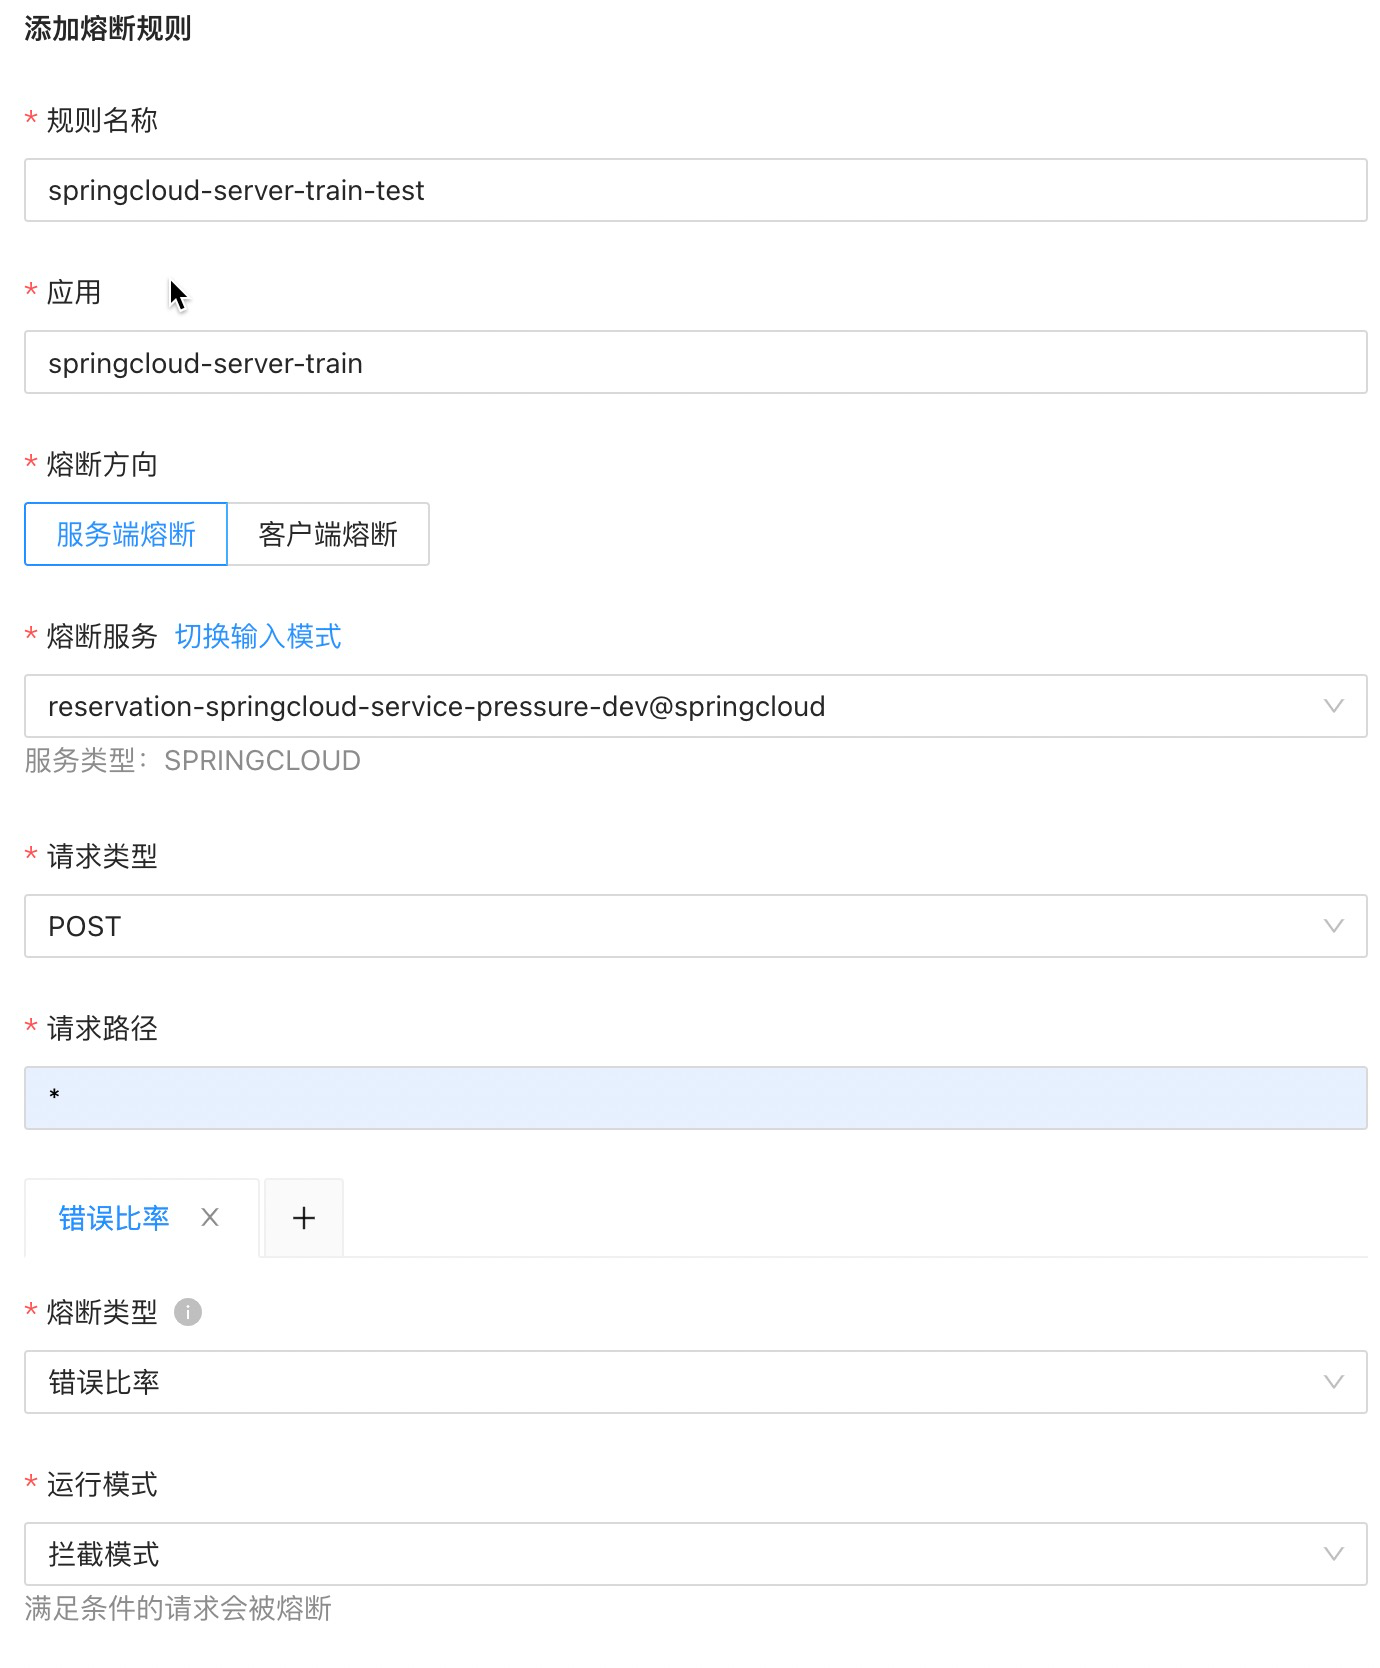 添加熔断规则
* 规则名称
springcloud-server-train-test
* 应用
springcloud-server-train
* 熔断方向
服务端熔断 客户端熔断
* 熔断服务 切换输入模式
reservation-springcloud-service-pressure-dev@springcloud
服务类型：SPRINGCLOUD
* 请求类型
POST
* 请求路径
*
错误比率 X +
* 熔断类型 i
错误比率
* 运行模式
拦截模式
满足条件的请求会被熔断